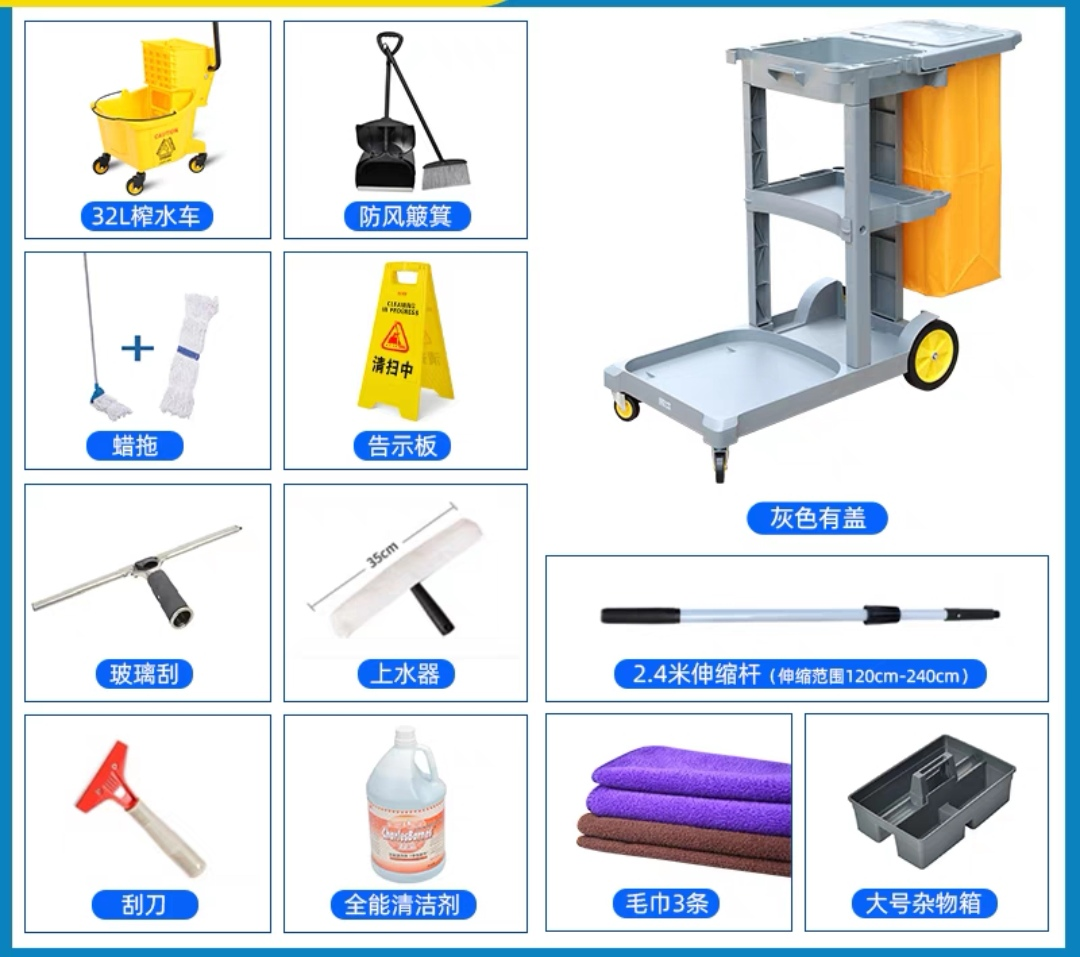 CAUTION
32L榨水车
防风簸箕
蜡拖
CLEANING
IN PROGRESS
清扫中
告示板
灰色有盖
玻璃刮
35cm
上水器
2.4米伸缩杆（伸缩范围120cm-240cm）
刮刀
全能清洁剂
毛巾3条
大号杂物箱